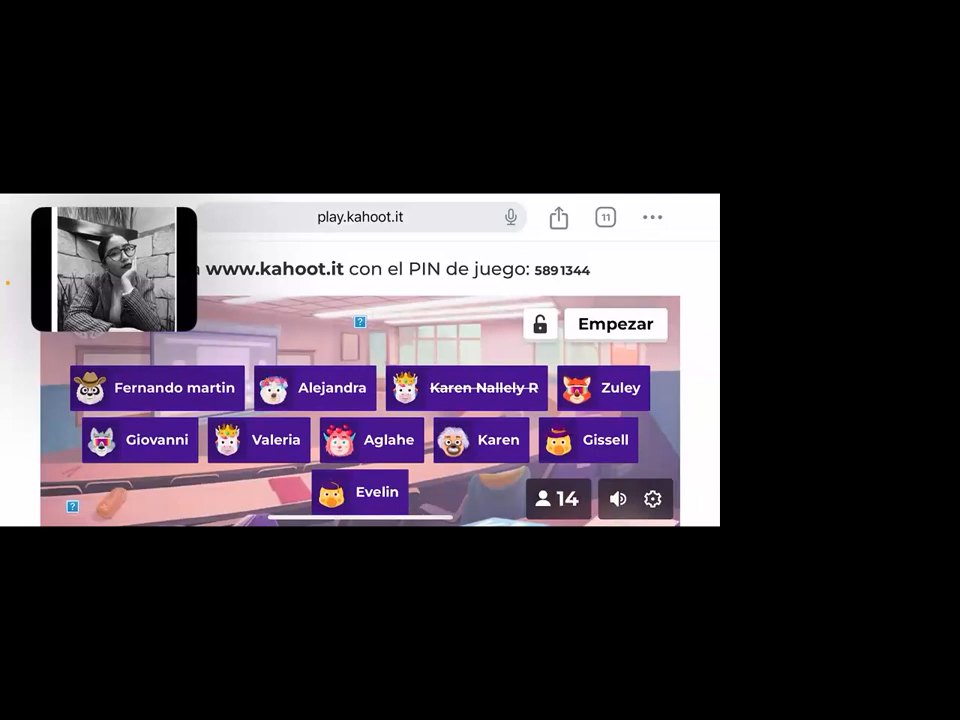 play.kahoot.it
11
www.kahoot.it con el PIN de juego: 5891344
?
Empezar
Fernando martin
Alejandra
Karen Nallely R
Zuley
Giovanni
Valeria
Aglahe
Karen
Gissell
Evelin
?
14